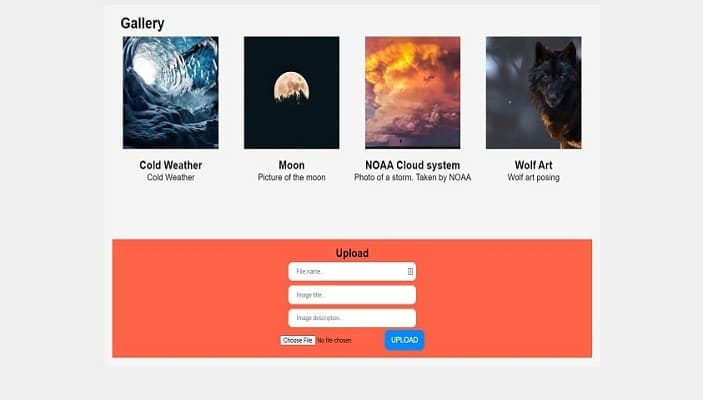 Gallery
Cold Weather
Cold Weather
Moon
Picture of the moon
NOAA Cloud system
Photo of a storm. Taken by NOAA
Wolf Art
Wolf art posing
Upload
File name...
Image title...
Image description...
Choose File No file chosen
UPLOAD